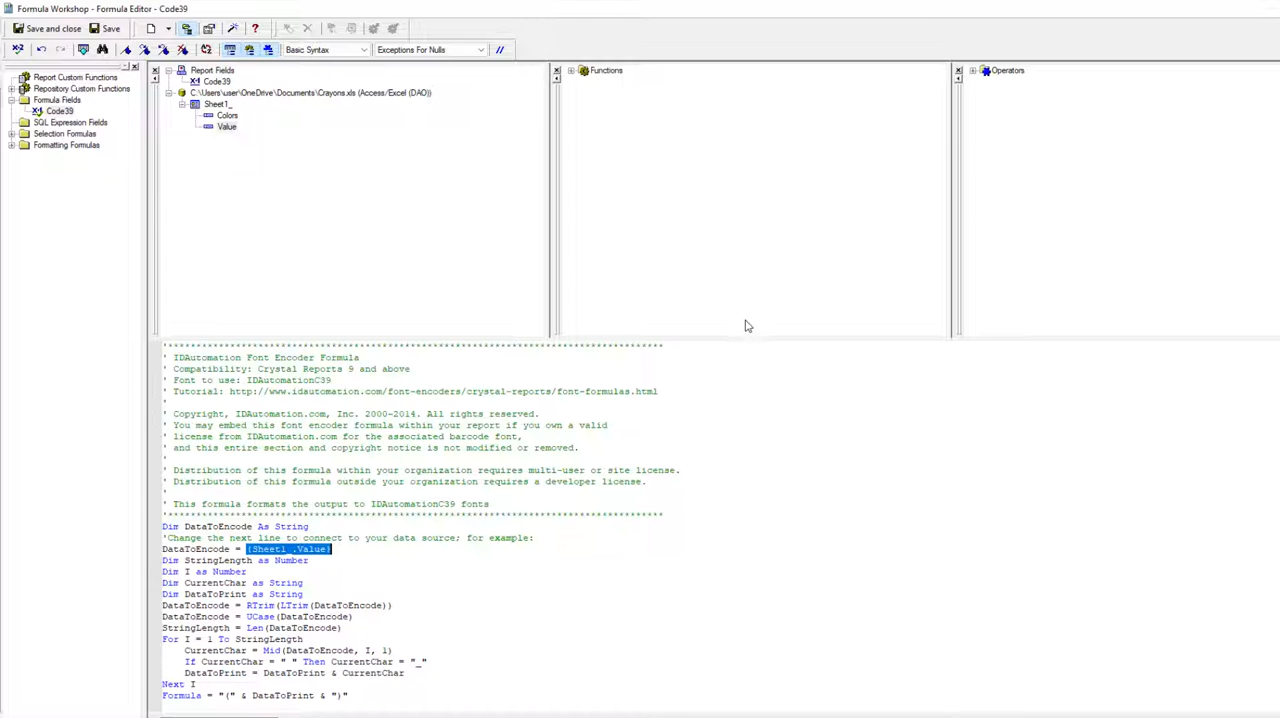 Formula Workshop - Formula Editor - Code39
Save and close Save
Basic Syntax Exceptions For Nulls //
Report Custom Functions
Repository Custom Functions
Formula Fields
Code39
SQL Expression Fields
Selection Formulas
Formatting Formulas
Report Fields
Code39
C:\Users\user\OneDrive\Documents\Crayons.xls (Access/Excel (DAO))
Sheet1_
Colors
Value
Functions
Operators
'*********************************************************************************
' IDAutomation Font Encoder Formula
' Compatibility: Crystal Reports 9 and above
' Font to use: IDAutomationC39
' Tutorial: http://www.idautomation.com/font-encoders/crystal-reports/font-formulas.html
'
' Copyright, IDAutomation.com, Inc. 2000-2014. All rights reserved.
' You may embed this font encoder formula within your report if you own a valid
' license from IDAutomation.com for the associated barcode font,
' and this entire section and copyright notice is not modified or removed.
'
' Distribution of this formula within your organization requires multi-user or site license.
' Distribution of this formula outside your organization requires a developer license.
'
' This formula formats the output to IDAutomationC39 fonts
'*********************************************************************************
Dim DataToEncode As String
'Change the next line to connect to your data source; for example:
DataToEncode = {Sheet1_.Value}
Dim StringLength as Number
Dim I as Number
Dim CurrentChar as String
Dim DataToPrint as String
DataToEncode = RTrim(LTrim(DataToEncode))
DataToEncode = UCase(DataToEncode)
StringLength = Len(DataToEncode)
For I = 1 To StringLength
CurrentChar = Mid(DataToEncode, I, 1)
If CurrentChar = " " Then CurrentChar = "_"
DataToPrint = DataToPrint & CurrentChar
Next I
Formula = "(" & DataToPrint & ")"